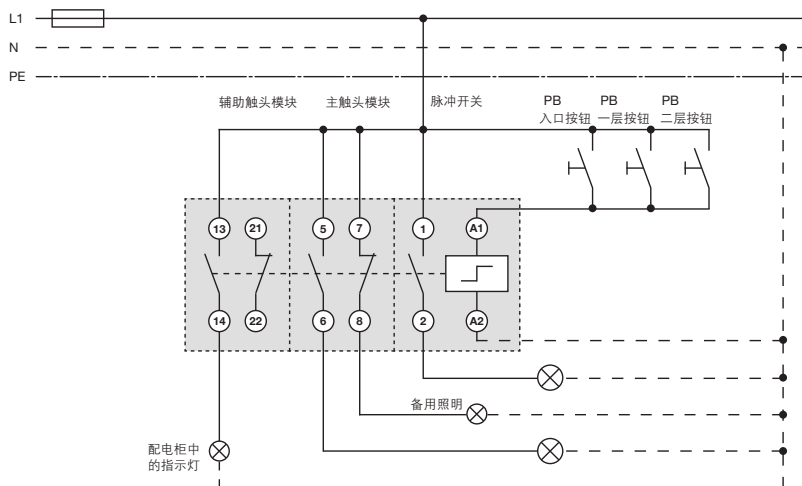 L1
N
PE
辅助触头模块 主触头模块 脉冲开关 PB PB PB
入口按钮 一层按钮 二层按钮
13 21 5 7 1 A1
14 22 6 8 2 A2
备用照明
配电柜中
的指示灯